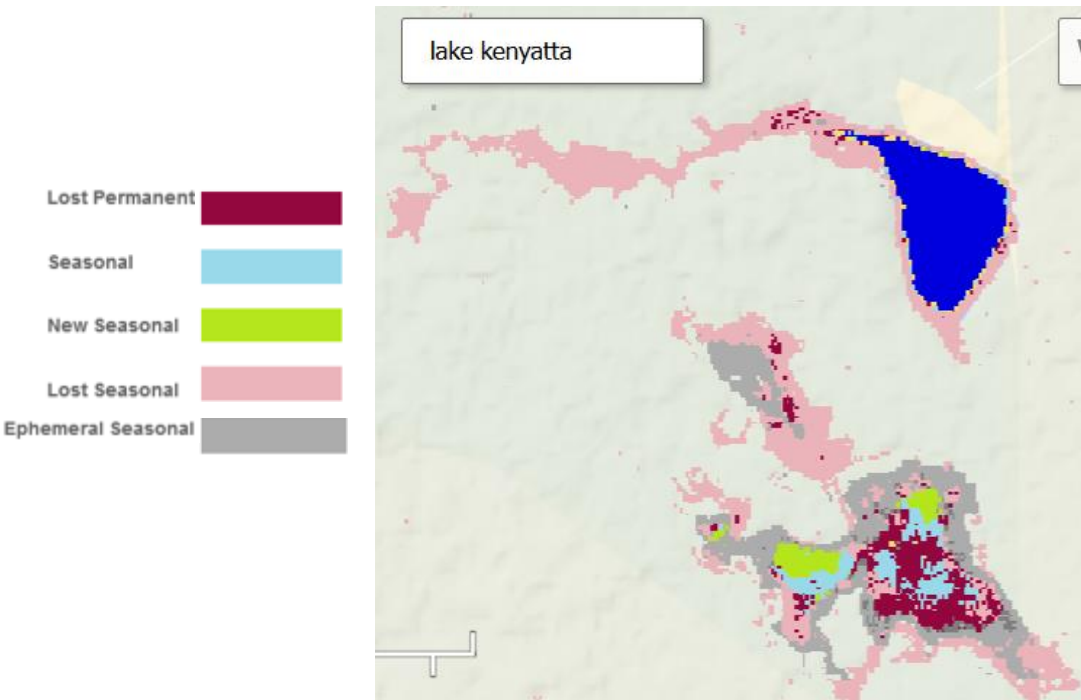 lake kenyatta
Lost Permanent
Seasonal
New Seasonal
Lost Seasonal
Ephemeral Seasonal